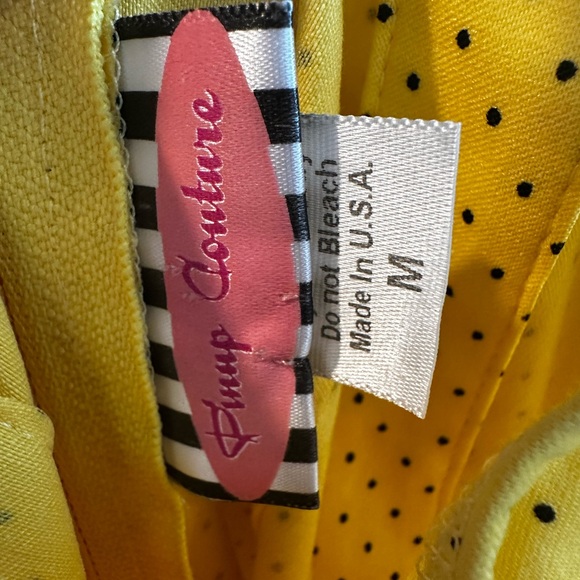 Pinup Couture
Do not Bleach
Made In U.S.A.
M